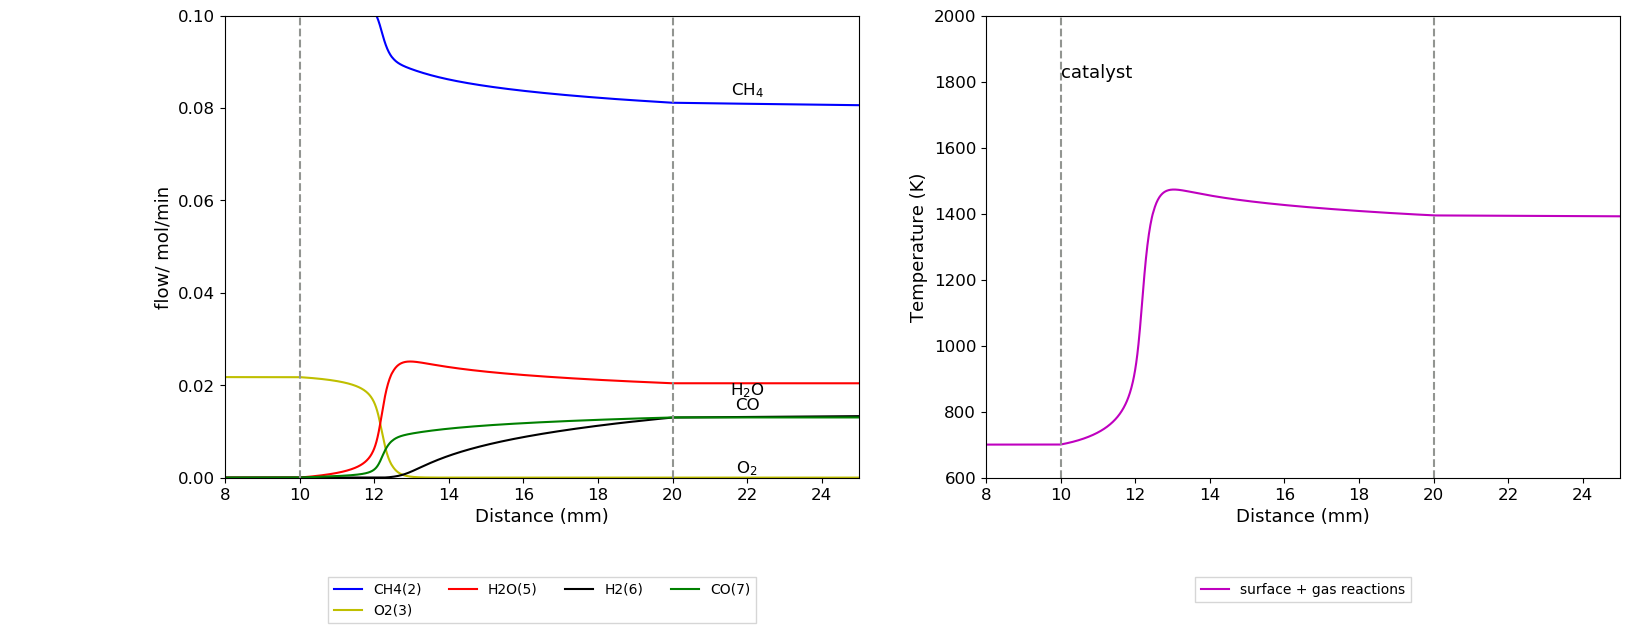 0.10
0.08
0.06
0.04
0.02
0.00
flow/ mol/min
CH₄
H₂O
CO
O₂
8 10 12 14 16 18 20 22 24
Distance (mm)
CH4(2) H2O(5) H2(6) CO(7)
O2(3)
2000
1800
1600
1400
1200
1000
800
600
Temperature (K)
catalyst
8 10 12 14 16 18 20 22 24
Distance (mm)
surface + gas reactions